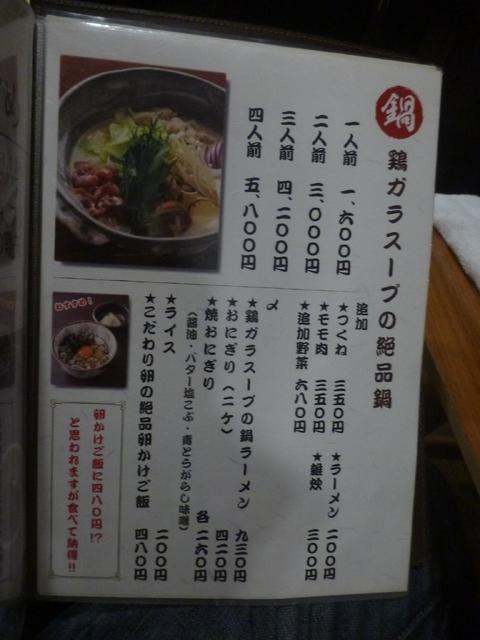 鍋
鶏ガラスープの絶品鍋
一人前 一、六〇〇円
二人前 三、〇〇〇円
三人前 四、二〇〇円
四人前 五、八〇〇円
追加
★つくね 三五〇円
★モモ肉 三五〇円
★追加野菜 六八〇円
★ラーメン 二〇〇円
★雑炊 三〇〇円
〆
★鶏ガラスープの鍋ラーメン 九三〇円
★おにぎり（二ケ） 四二〇円
★焼おにぎり 各 二六〇円
（醤油・バター塩こぶ・青とうがらし味噌）
★ライス 二〇〇円
★こだわり卵の絶品卵かけご飯 四八〇円
おすすめ！
卵かけご飯に四八〇円！？
と思われますが食べて納得！！